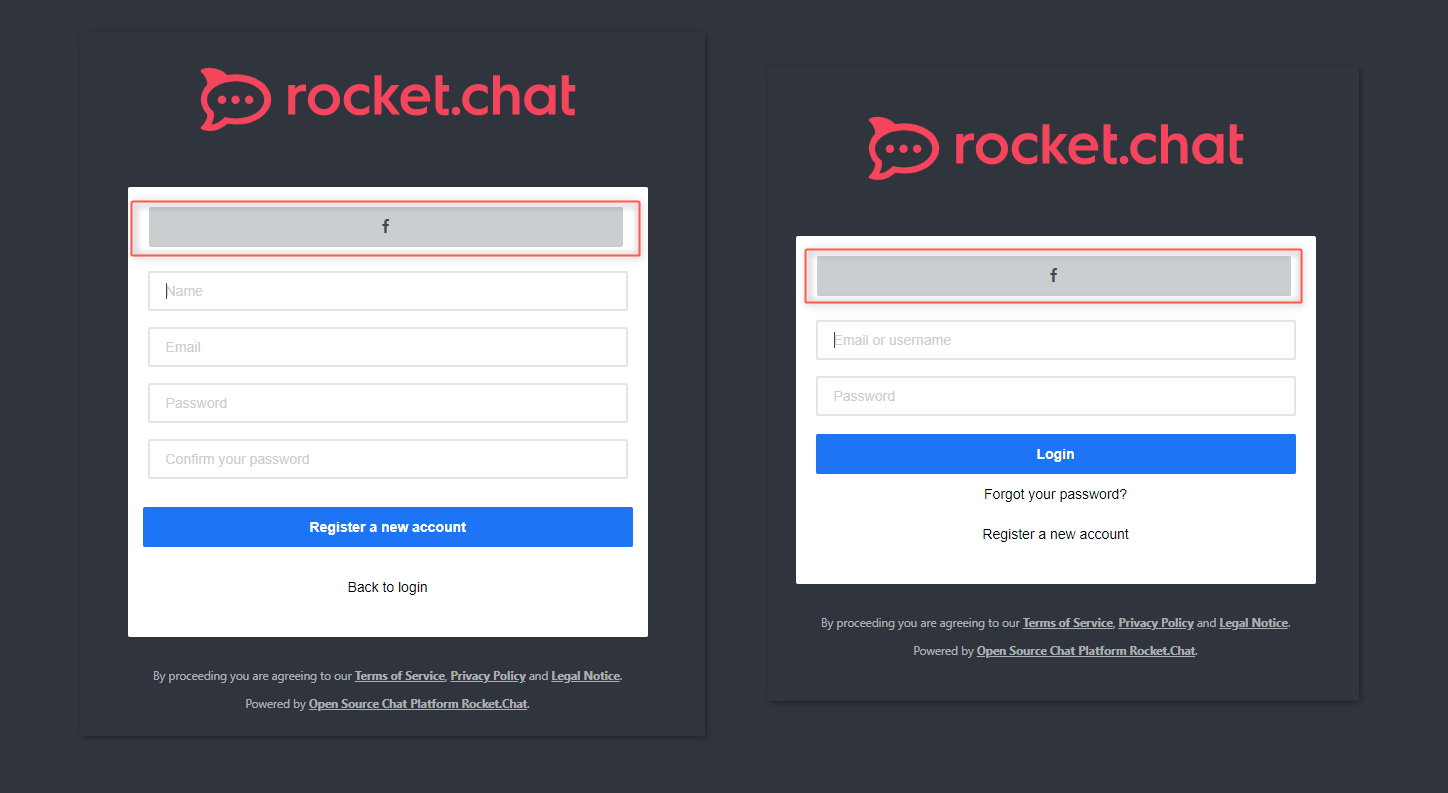 rocket.chat
f
Name
Email
Password
Confirm your password
Register a new account
Back to login
By proceeding you are agreeing to our Terms of Service, Privacy Policy and Legal Notice.
Powered by Open Source Chat Platform Rocket.Chat.
rocket.chat
f
Email or username
Password
Login
Forgot your password?
Register a new account
By proceeding you are agreeing to our Terms of Service, Privacy Policy and Legal Notice.
Powered by Open Source Chat Platform Rocket.Chat.